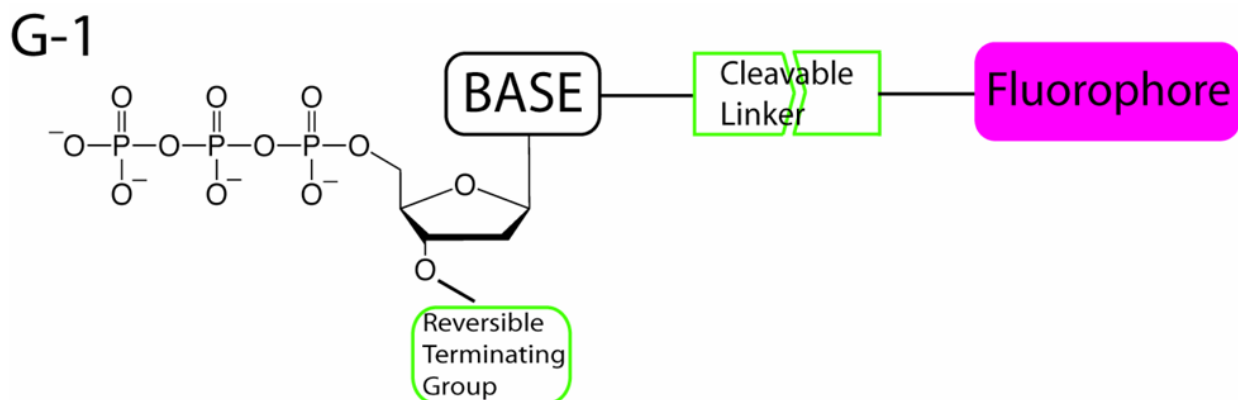 G-1
O O O
BASE
Cleavable
Linker
Fluorophore
⁻O—P—O—P—O—P—O
O⁻ O⁻ O⁻
O
O
Reversible
Terminating
Group